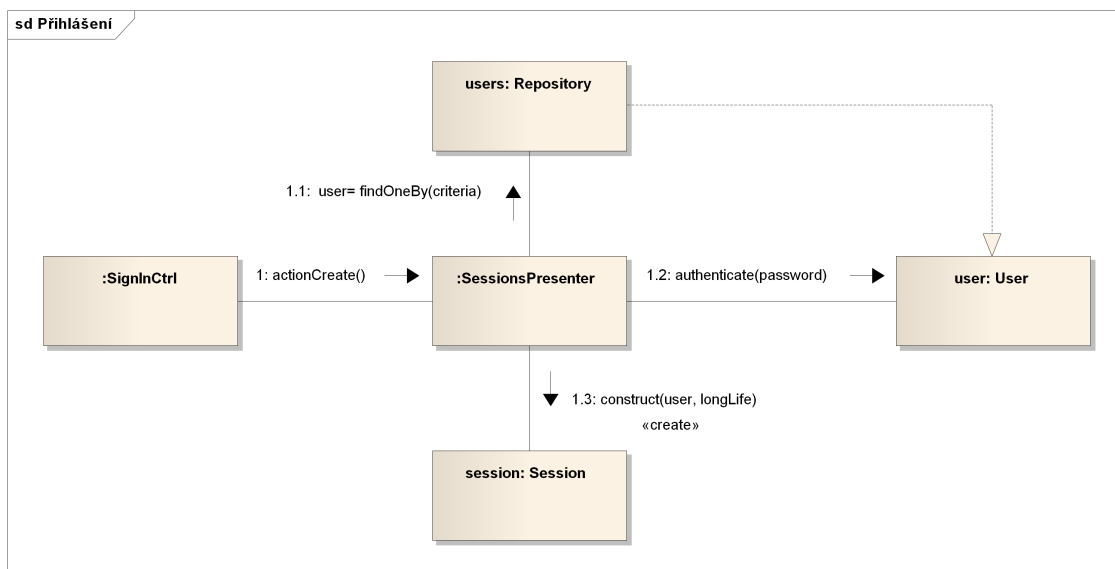 sd Přihlášení
users: Repository
1.1:  user= findOneBy(criteria)
:SignInCtrl
1: actionCreate()
:SessionsPresenter
1.2: authenticate(password)
user: User
1.3: construct(user, longLife)
«create»
session: Session